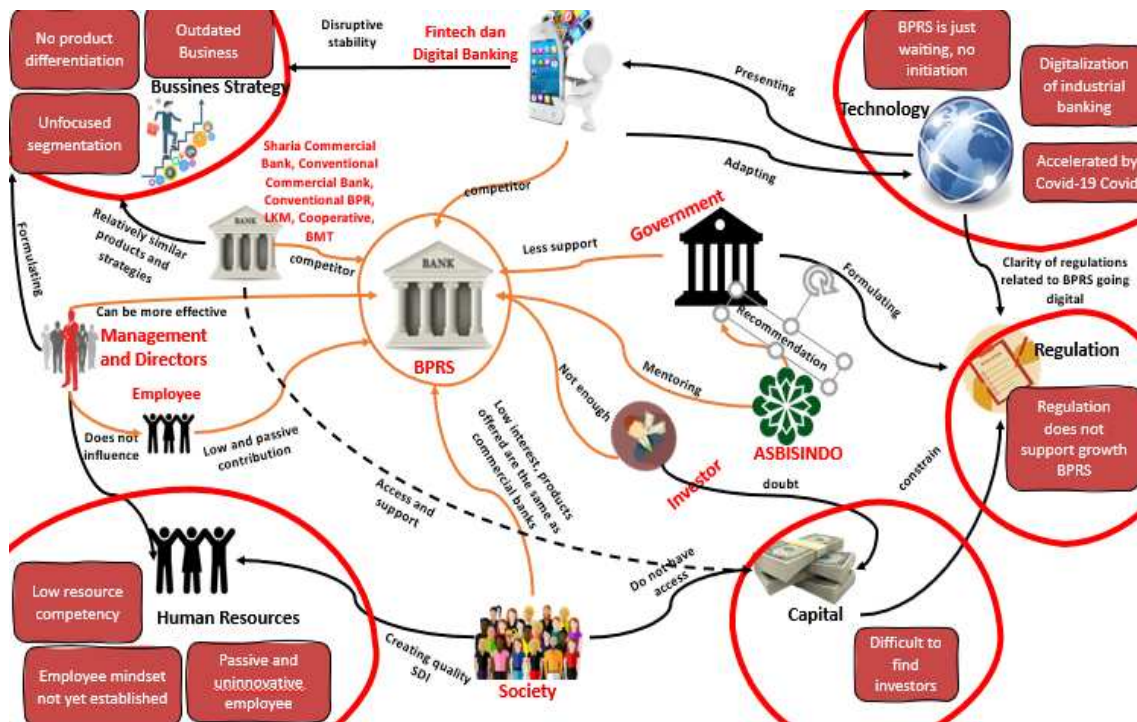 No product
differentiation
Outdated
Business
Bussines Strategy
Unfocused
segmentation
Disruptive
stability
Fintech dan
Digital Banking
Presenting
Adapting
BPRS is just
waiting, no
initiation
Technology
Digitalization
of industrial
banking
Accelerated by
Covid-19 Covid
Sharia Commercial
Bank, Conventional
Commercial Bank,
Conventional BPR,
LKM, Cooperative,
BMT
BANK
competitor
competitor
Relatively similar
products and
strategies
Formulating
BANK
BPRS
Less support
Government
Formulating
Clarity of regulations
related to BPRS going
digital
Can be more effective
Management
and Directors
Employee
Does not
influence
Low and passive
contribution
Recommendation
Mentoring
Not enough
ASBISINDO
Investor
doubt
Regulation
Regulation
does not
support growth
BPRS
constrain
Access and
support
Low interest, products
offered are the same as
commercial banks
Do not have
access
Capital
Difficult to
find
investors
Low resource
competency
Human Resources
Employee mindset
not yet established
Passive and
uninnovative
employee
Creating quality
SDI
Society